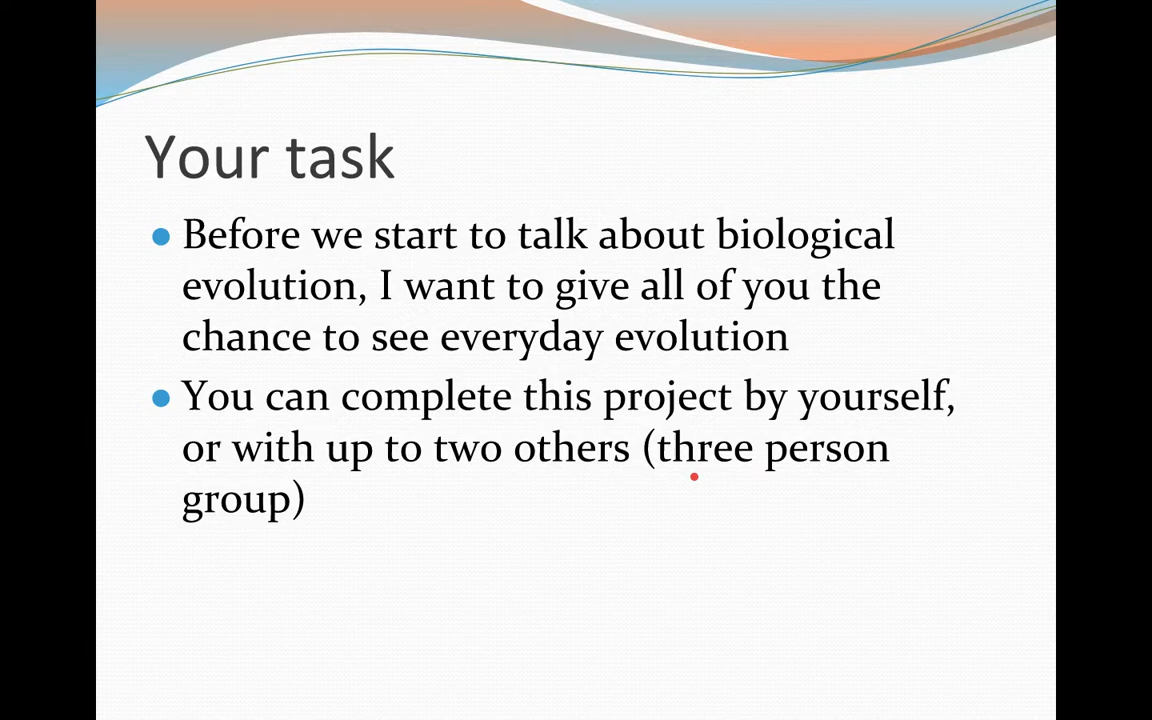 Your task
Before we start to talk about biological
evolution, I want to give all of you the
chance to see everyday evolution
You can complete this project by yourself,
or with up to two others (three person
group)